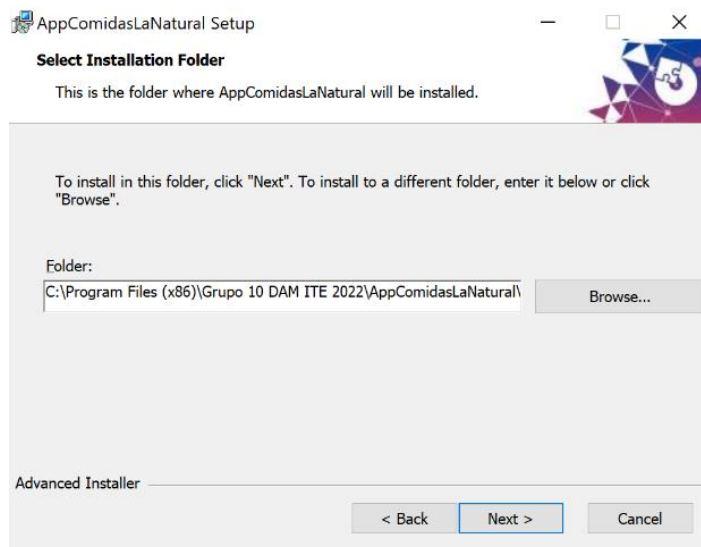 AppComidasLaNatural Setup
Select Installation Folder
This is the folder where AppComidasLaNatural will be installed.
To install in this folder, click "Next". To install to a different folder, enter it below or click
"Browse".
Folder:
C:\Program Files (x86)\Grupo 10 DAM ITE 2022\AppComidasLaNatural\
Browse...
Advanced Installer
< Back
Next >
Cancel